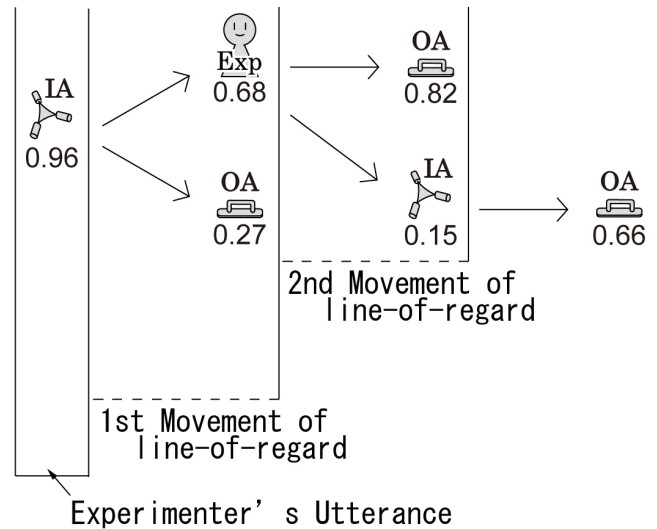 IA
0.96
Exp
0.68
OA
0.82
OA
0.27
IA
0.15
OA
0.66
2nd Movement of
line-of-regard
1st Movement of
line-of-regard
Experimenter's Utterance